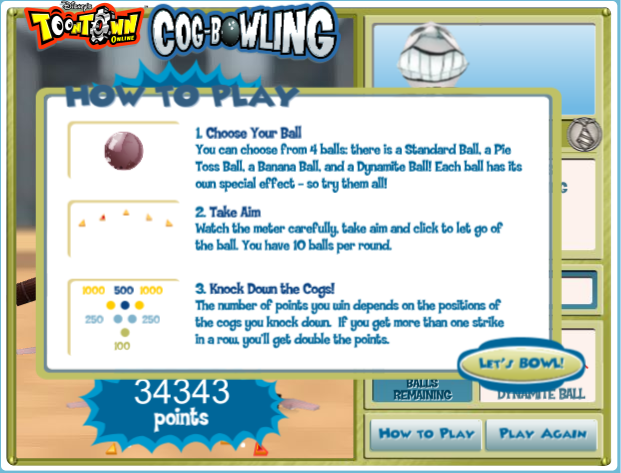 Disney's
TOONTOWN
ONLINE
COG-BOWLING
HOW TO PLAY
1. Choose Your Ball
You can choose from 4 balls: there is a Standard Ball, a Pie
Toss Ball, a Banana Ball, and a Dynamite Ball! Each ball has its
own special effect - so try them all!
2. Take Aim
Watch the meter carefully, take aim and click to let go of
the ball. You have 10 balls per round.
1000 500 1000
250 250
100
3. Knock Down the Cogs!
The number of points you win depends on the positions of
the cogs you knock down. If you get more than one strike
in a row, you'll get double the points.
LET'S BOWL!
34343
points
BALLS
REMAINING
DYNAMITE BALL
HOW TO PLAY
PLAY AGAIN